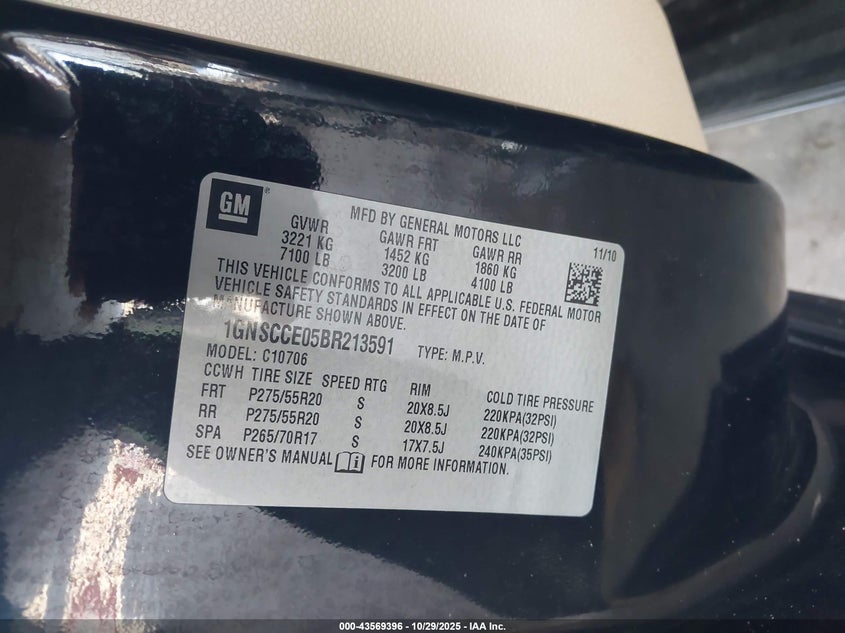 GM
MFD BY GENERAL MOTORS LLC
11/10
GVWR GAWR FRT GAWR RR
3221 KG 1452 KG 1860 KG
7100 LB 3200 LB 4100 LB
THIS VEHICLE CONFORMS TO ALL APPLICABLE U.S. FEDERAL MOTOR
VEHICLE SAFETY STANDARDS IN EFFECT ON THE DATE OF
MANUFACTURE SHOWN ABOVE.
1GNSCCE05BR213591 TYPE: M.P.V.
MODEL: C10706
CCWH TIRE SIZE SPEED RTG RIM COLD TIRE PRESSURE
FRT P275/55R20 S 20X8.5J 220KPA(32PSI)
RR P275/55R20 S 20X8.5J 220KPA(32PSI)
SPA P265/70R17 S 17X7.5J 240KPA(35PSI)
SEE OWNER'S MANUAL FOR MORE INFORMATION.
000-43569396 - 10/29/2025 - IAA Inc.